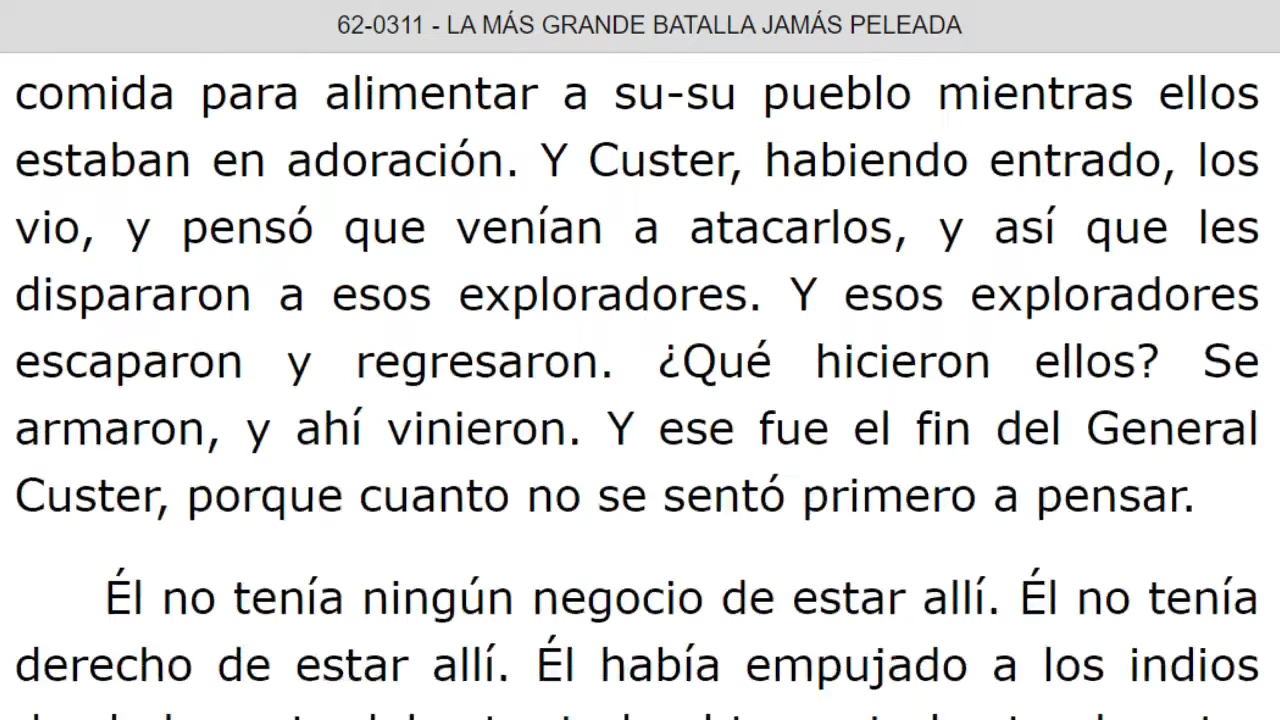 62-0311 - LA MÁS GRANDE BATALLA JAMÁS PELEADA
comida para alimentar a su-su pueblo mientras ellos
estaban en adoración. Y Custer, habiendo entrado, los
vio, y pensó que venían a atacarlos, y así que les
dispararon a esos exploradores. Y esos exploradores
escaparon y regresaron. ¿Qué hicieron ellos? Se
armaron, y ahí vinieron. Y ese fue el fin del General
Custer, porque cuanto no se sentó primero a pensar.
Él no tenía ningún negocio de estar allí. Él no tenía
derecho de estar allí. Él había empujado a los indios